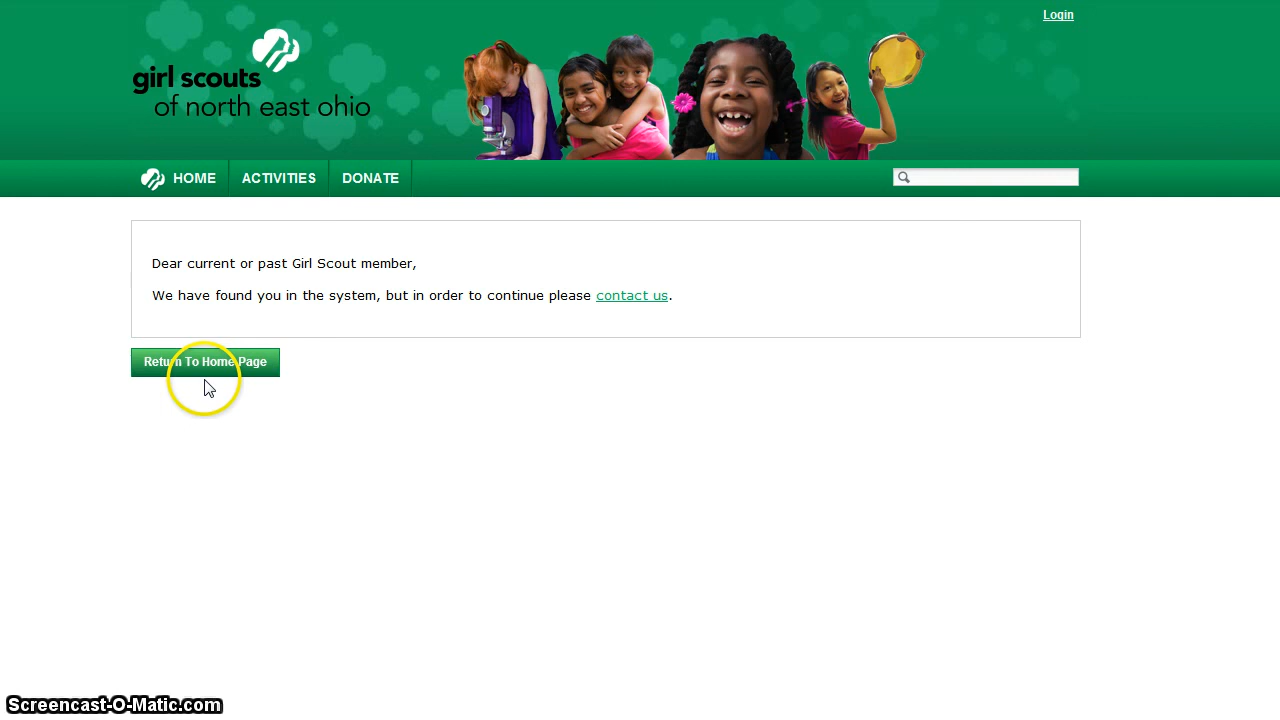 Login
girl scouts
of north east ohio
HOME ACTIVITIES DONATE
Dear current or past Girl Scout member,
We have found you in the system, but in order to continue please contact us.
Return To Home Page
Screencast-O-Matic.com